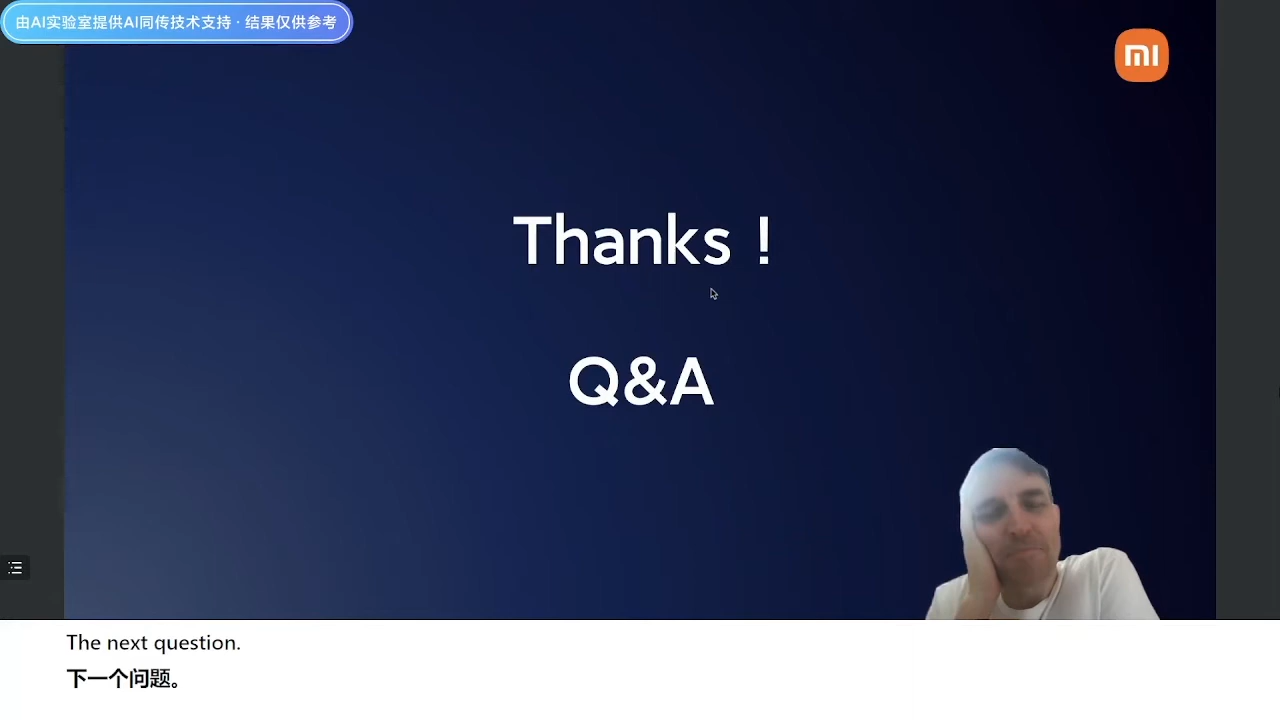 由AI实验室提供AI同传技术支持 · 结果仅供参考
mi
Thanks !
Q&A
The next question.
下一个问题。